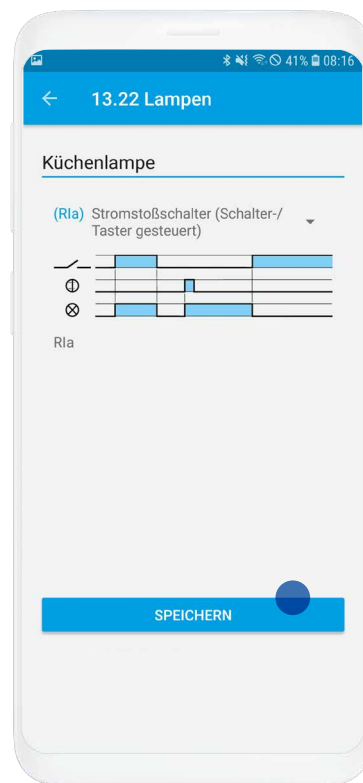 41% 08:16
13.22 Lampen
Küchenlampe
(RIa) Stromstoßschalter (Schalter-/
Taster gesteuert)
RIa
SPEICHERN